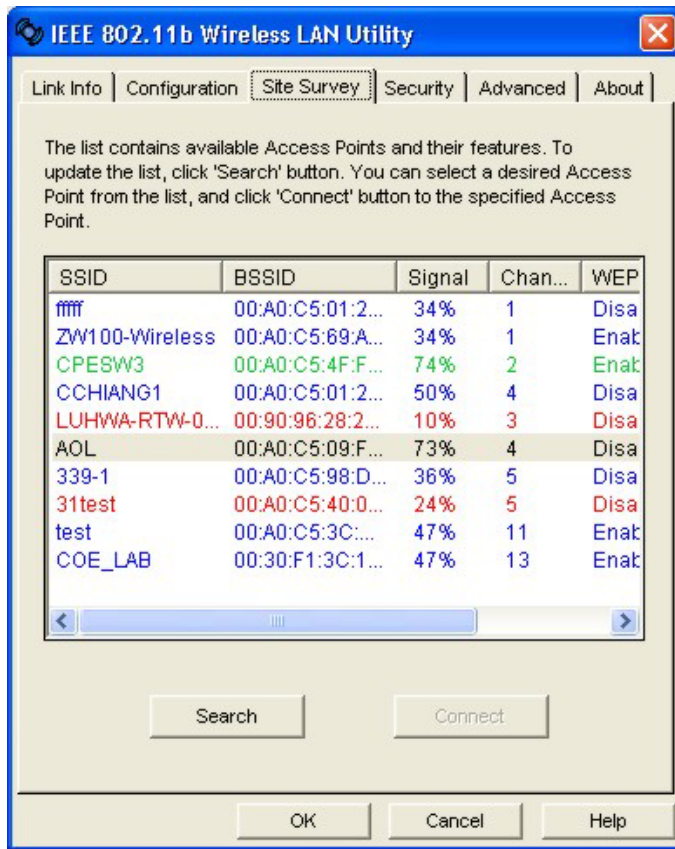 IEEE 802.11b Wireless LAN Utility
Link Info Configuration Site Survey Security Advanced About
The list contains available Access Points and their features. To
update the list, click 'Search' button. You can select a desired Access
Point from the list, and click 'Connect' button to the specified Access
Point.
SSID BSSID Signal Chan... WEP
ffffff 00:A0:C5:01:2... 34% 1 Disa
ZW100-Wireless 00:A0:C5:69:A... 34% 1 Enab
CPESW3 00:A0:C5:4F:F... 74% 2 Enab
CCHIANG1 00:A0:C5:01:2... 50% 4 Disa
LUHWA-RTW-0... 00:90:96:28:2... 10% 3 Disa
AOL 00:A0:C5:09:F... 73% 4 Disa
339-1 00:A0:C5:98:D... 36% 5 Disa
31test 00:A0:C5:40:0... 24% 5 Disa
test 00:A0:C5:3C:... 47% 11 Enab
COE_LAB 00:30:F1:3C:1... 47% 13 Enab
Search Connect
OK Cancel Help